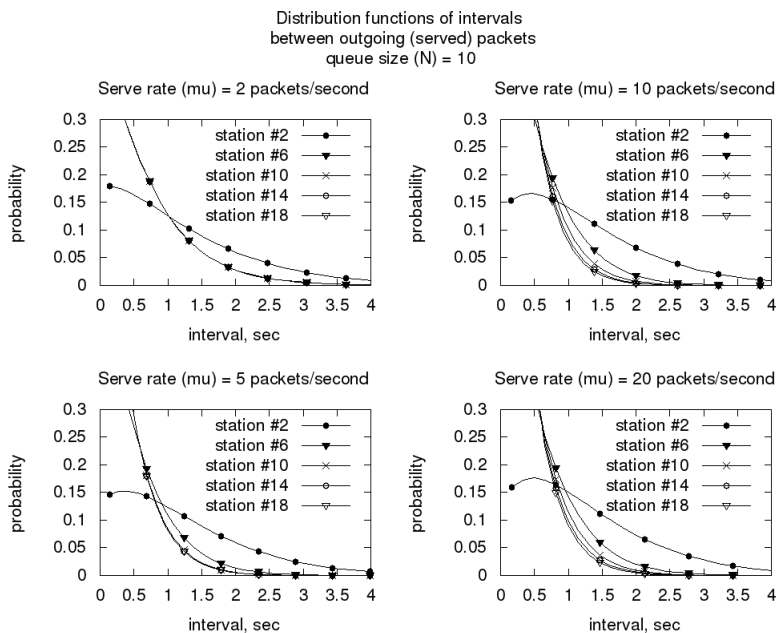 Distribution functions of intervals
between outgoing (served) packets
queue size (N) = 10
Serve rate (mu) = 2 packets/second
0.3
0.25
0.2
0.15
0.1
0.05
0
probability
station #2
station #6
station #10
station #14
station #18
0 0.5 1 1.5 2 2.5 3 3.5 4
interval, sec
Serve rate (mu) = 10 packets/second
0.3
0.25
0.2
0.15
0.1
0.05
0
probability
station #2
station #6
station #10
station #14
station #18
0 0.5 1 1.5 2 2.5 3 3.5 4
interval, sec
Serve rate (mu) = 5 packets/second
0.3
0.25
0.2
0.15
0.1
0.05
0
probability
station #2
station #6
station #10
station #14
station #18
0 0.5 1 1.5 2 2.5 3 3.5 4
interval, sec
Serve rate (mu) = 20 packets/second
0.3
0.25
0.2
0.15
0.1
0.05
0
probability
station #2
station #6
station #10
station #14
station #18
0 0.5 1 1.5 2 2.5 3 3.5 4
interval, sec